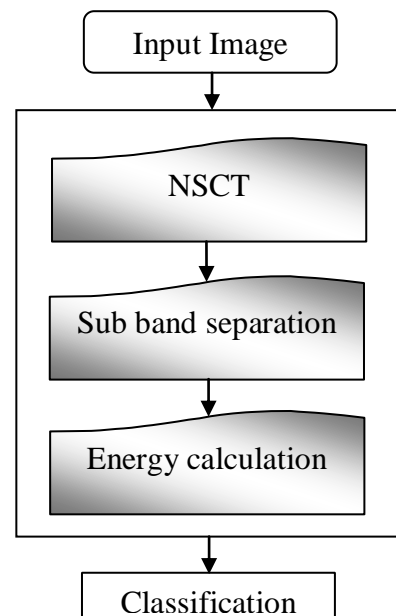 Input Image
NSCT
Sub band separation
Energy calculation
Classification